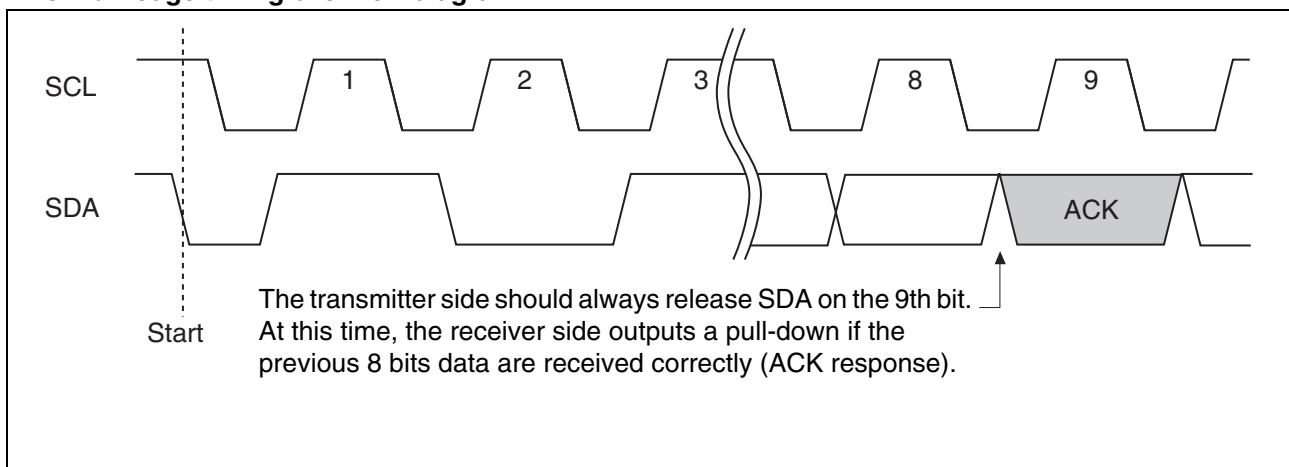 SCL
1
2
3
8
9
SDA
ACK
Start
The transmitter side should always release SDA on the 9th bit.
At this time, the receiver side outputs a pull-down if the
previous 8 bits data are received correctly (ACK response).